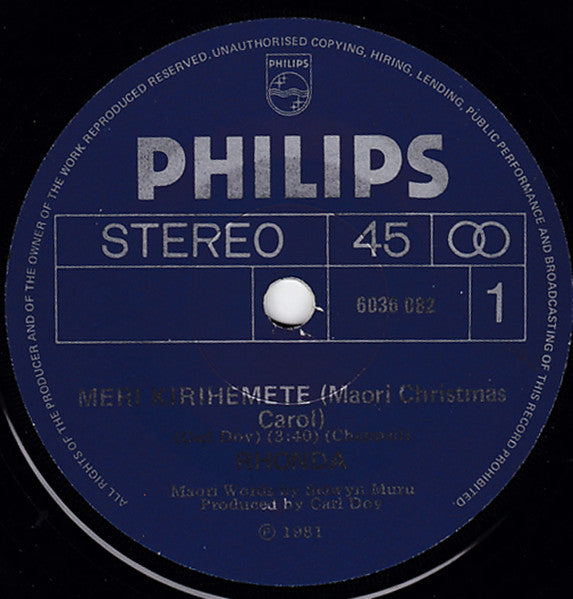 ALL RIGHTS OF THE PRODUCER AND OF THE OWNER OF THE WORK REPRODUCED RESERVED. UNAUTHORISED COPYING, HIRING, LENDING, PUBLIC PERFORMANCE AND BROADCASTING OF THIS RECORD PROHIBITED.
PHILIPS
PHILIPS
STEREO 45
6036 082 1
MERI KIRIHEMETE (Maori Christmas
Carol)
(Carl Doy) (3:40)
RHONDA
Maori Words by Selwyn Muru
Produced by Carl Doy
℗ 1981